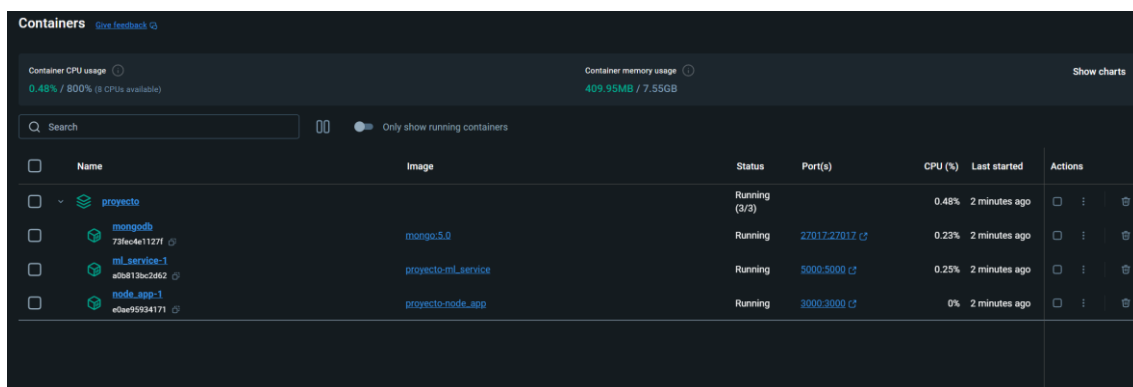 Containers Give feedback
Container CPU usage
0.48% / 800% (8 CPUs available)
Container memory usage
409.95MB / 7.55GB
Show charts
Search
Only show running containers
Name Image Status Port(s) CPU (%) Last started Actions
proyecto Running (3/3) 0.48% 2 minutes ago
mongodb
73fec4e1127f
mongo:5.0 Running 27017:27017 0.23% 2 minutes ago
ml_service-1
a0b813bc2d62
proyecto-ml_service Running 5000:5000 0.25% 2 minutes ago
node_app-1
e0ae95934171
proyecto-node_app Running 3000:3000 0% 2 minutes ago